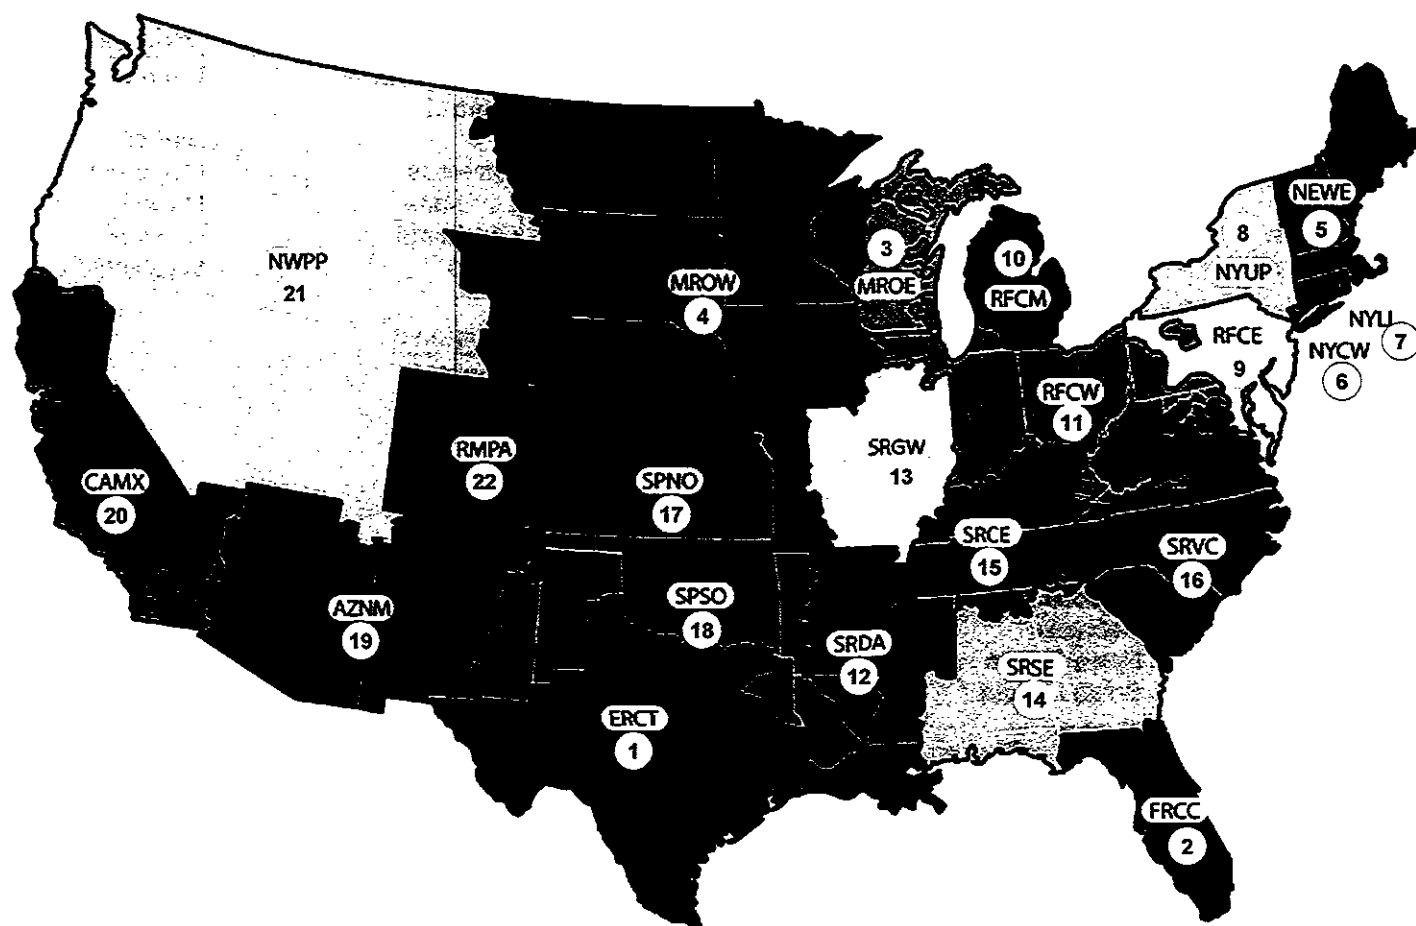 NEWE
5
8
NYUP
3
MROE
10
RFCM
NWPP
21
MROW
4
NYLI
7
NYCW
6
RFCE
9
RFCW
11
RMPA
22
SRGW
13
CAMX
20
SPNO
17
SRCE
15
SRVC
16
AZNM
19
SPSO
18
SRDA
12
SRSE
14
ERCT
1
FRCC
2